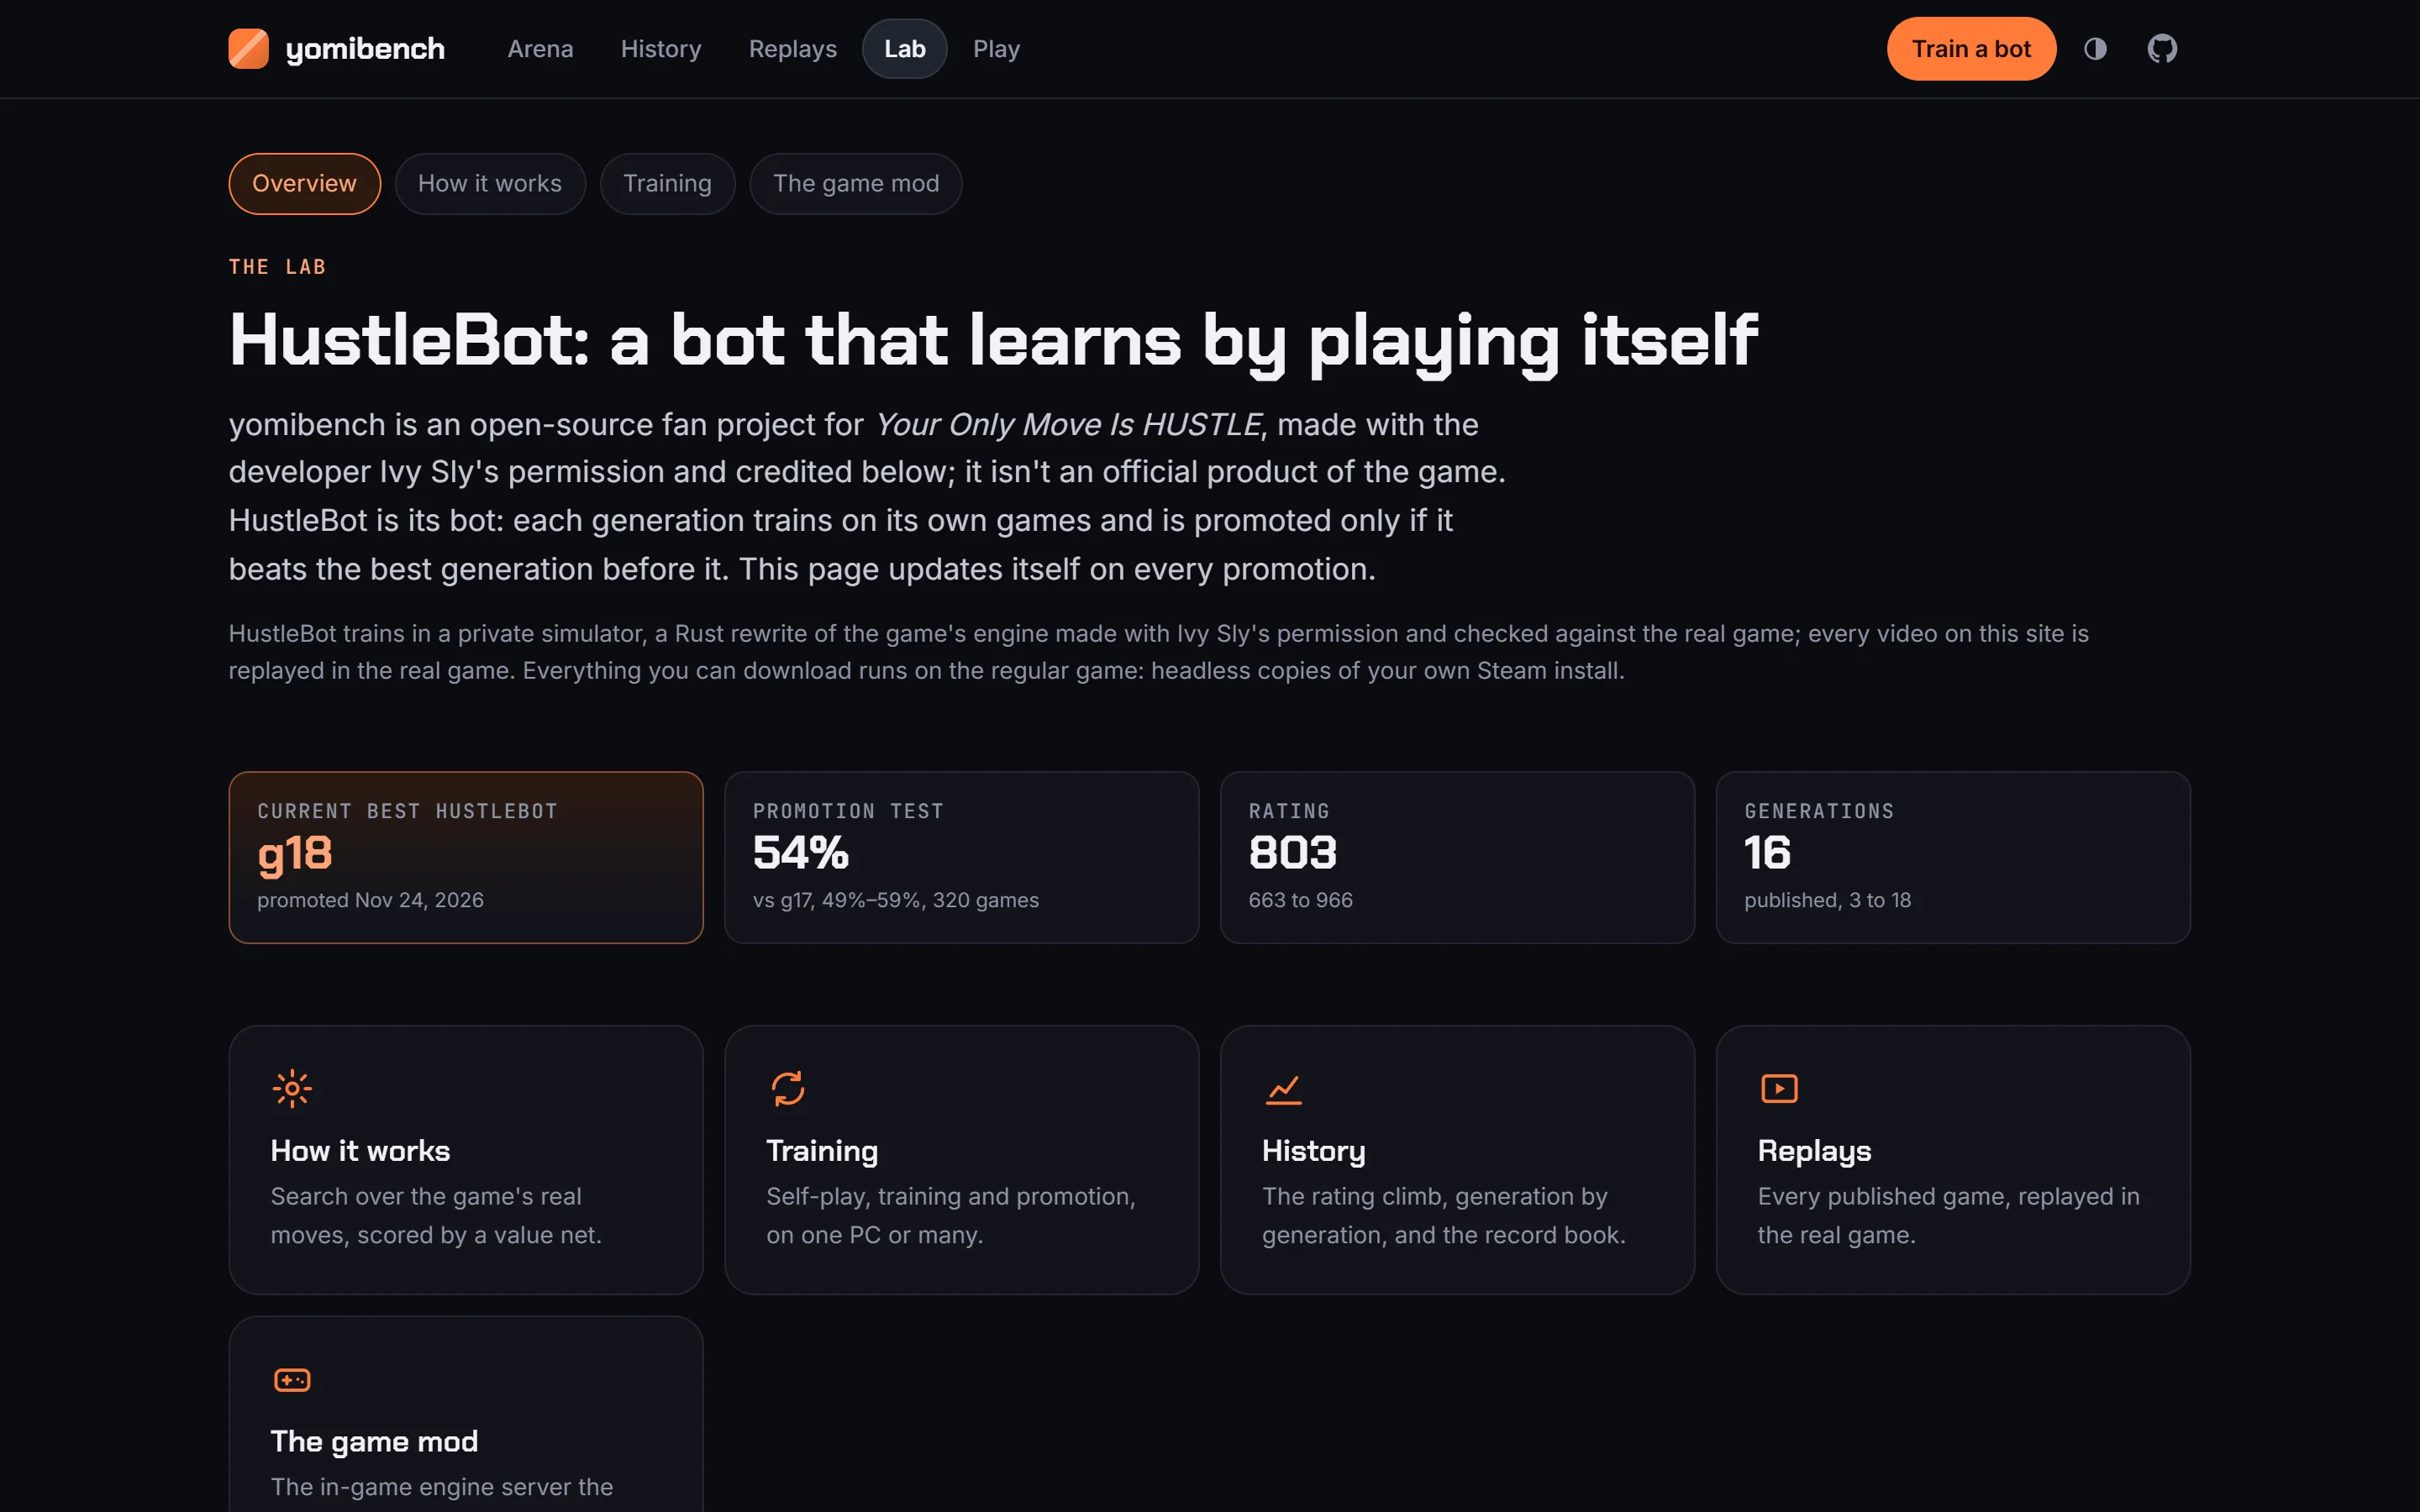 yomibench
Arena
History
Replays
Lab
Play
Train a bot
Overview
How it works
Training
The game mod
THE LAB
HustleBot: a bot that learns by playing itself
yomibench is an open-source fan project for Your Only Move Is HUSTLE, made with the
developer Ivy Sly's permission and credited below; it isn't an official product of the game.
HustleBot is its bot: each generation trains on its own games and is promoted only if it
beats the best generation before it. This page updates itself on every promotion.
HustleBot trains in a private simulator, a Rust rewrite of the game's engine made with Ivy Sly's permission and checked against the real game; every video on this site is
replayed in the real game. Everything you can download runs on the regular game: headless copies of your own Steam install.
CURRENT BEST HUSTLEBOT
g18
promoted Nov 24, 2026
PROMOTION TEST
54%
vs g17, 49%–59%, 320 games
RATING
803
663 to 966
GENERATIONS
16
published, 3 to 18
How it works
Search over the game's real
moves, scored by a value net.
Training
Self-play, training and promotion,
on one PC or many.
History
The rating climb, generation by
generation, and the record book.
Replays
Every published game, replayed in
the real game.
The game mod
The in-game engine server the